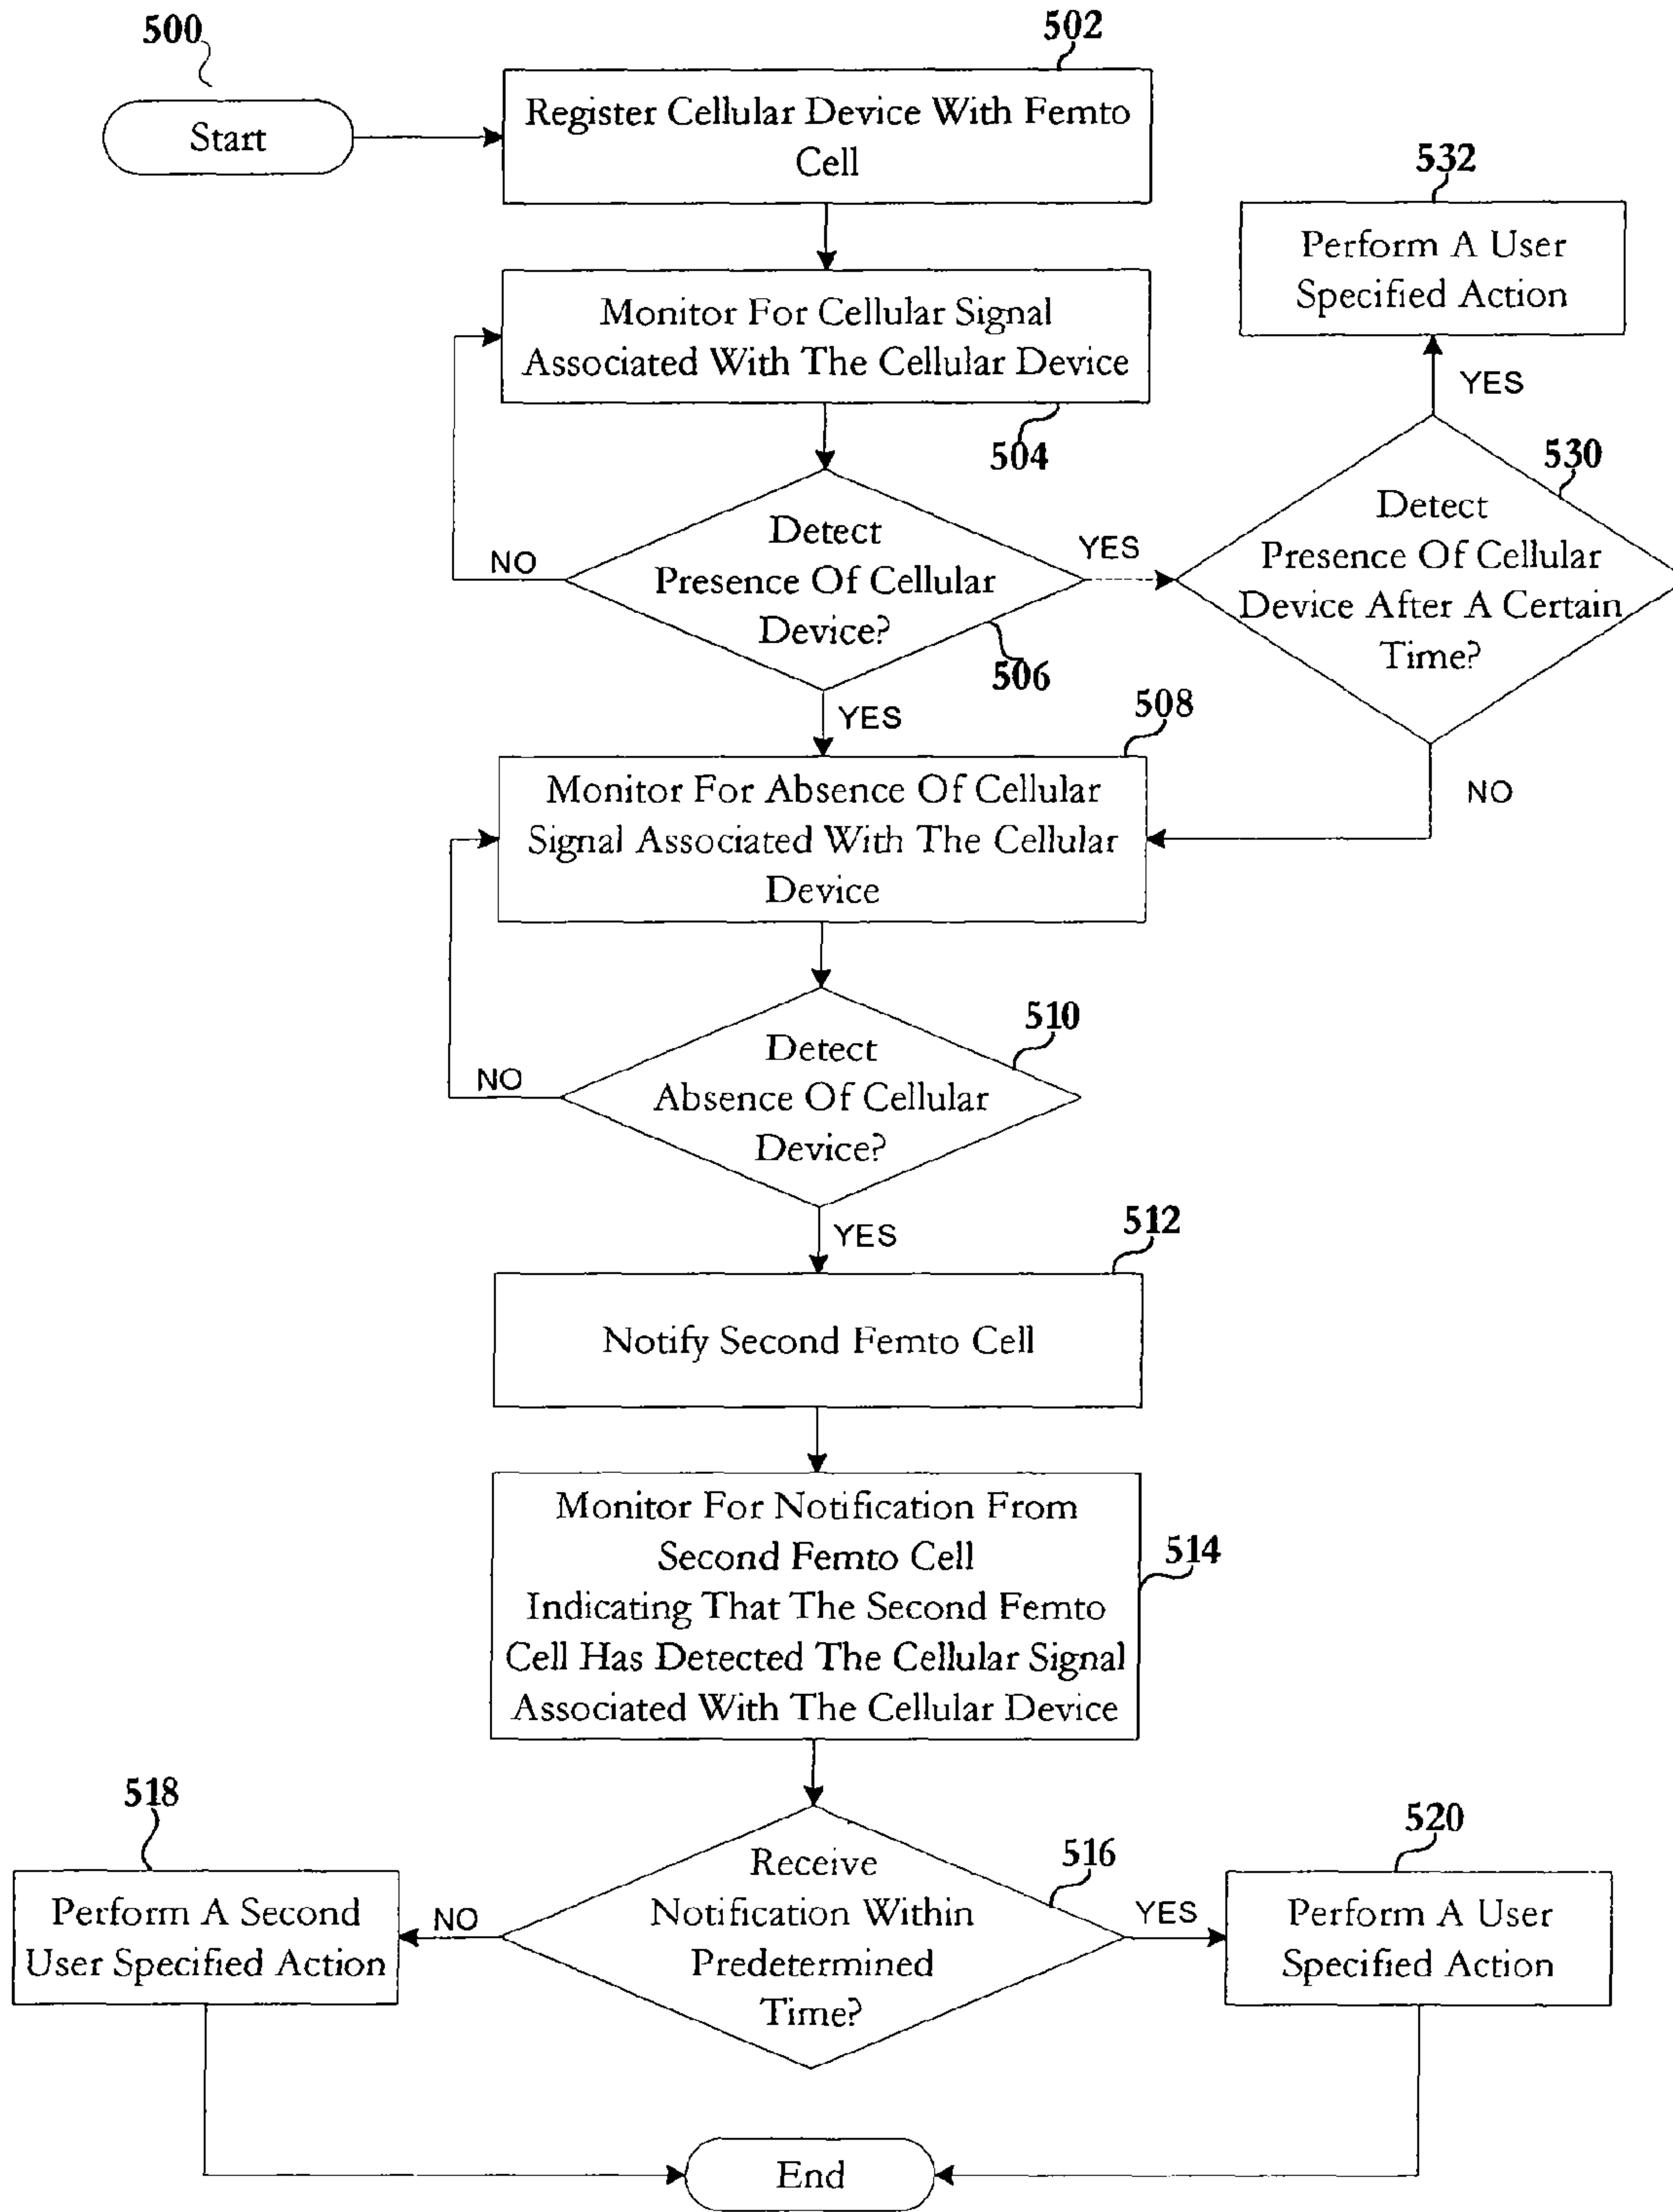 500
Start
502
Register Cellular Device With Femto
Cell
532
Perform A User
Specified Action
YES
Monitor For Cellular Signal
Associated With The Cellular Device
504
530
Detect
Presence Of Cellular
Device After A Certain
Time?
NO
Detect
Presence Of Cellular
Device?
YES
506
YES
508
NO
Monitor For Absence Of Cellular
Signal Associated With The Cellular
Device
510
Detect
Absence Of Cellular
Device?
NO
YES
512
Notify Second Femto Cell
Monitor For Notification From
Second Femto Cell
Indicating That The Second Femto
Cell Has Detected The Cellular Signal
Associated With The Cellular Device
514
518
Perform A Second
User Specified Action
NO
Receive
Notification Within
Predetermined
Time?
516
YES
520
Perform A User
Specified Action
End